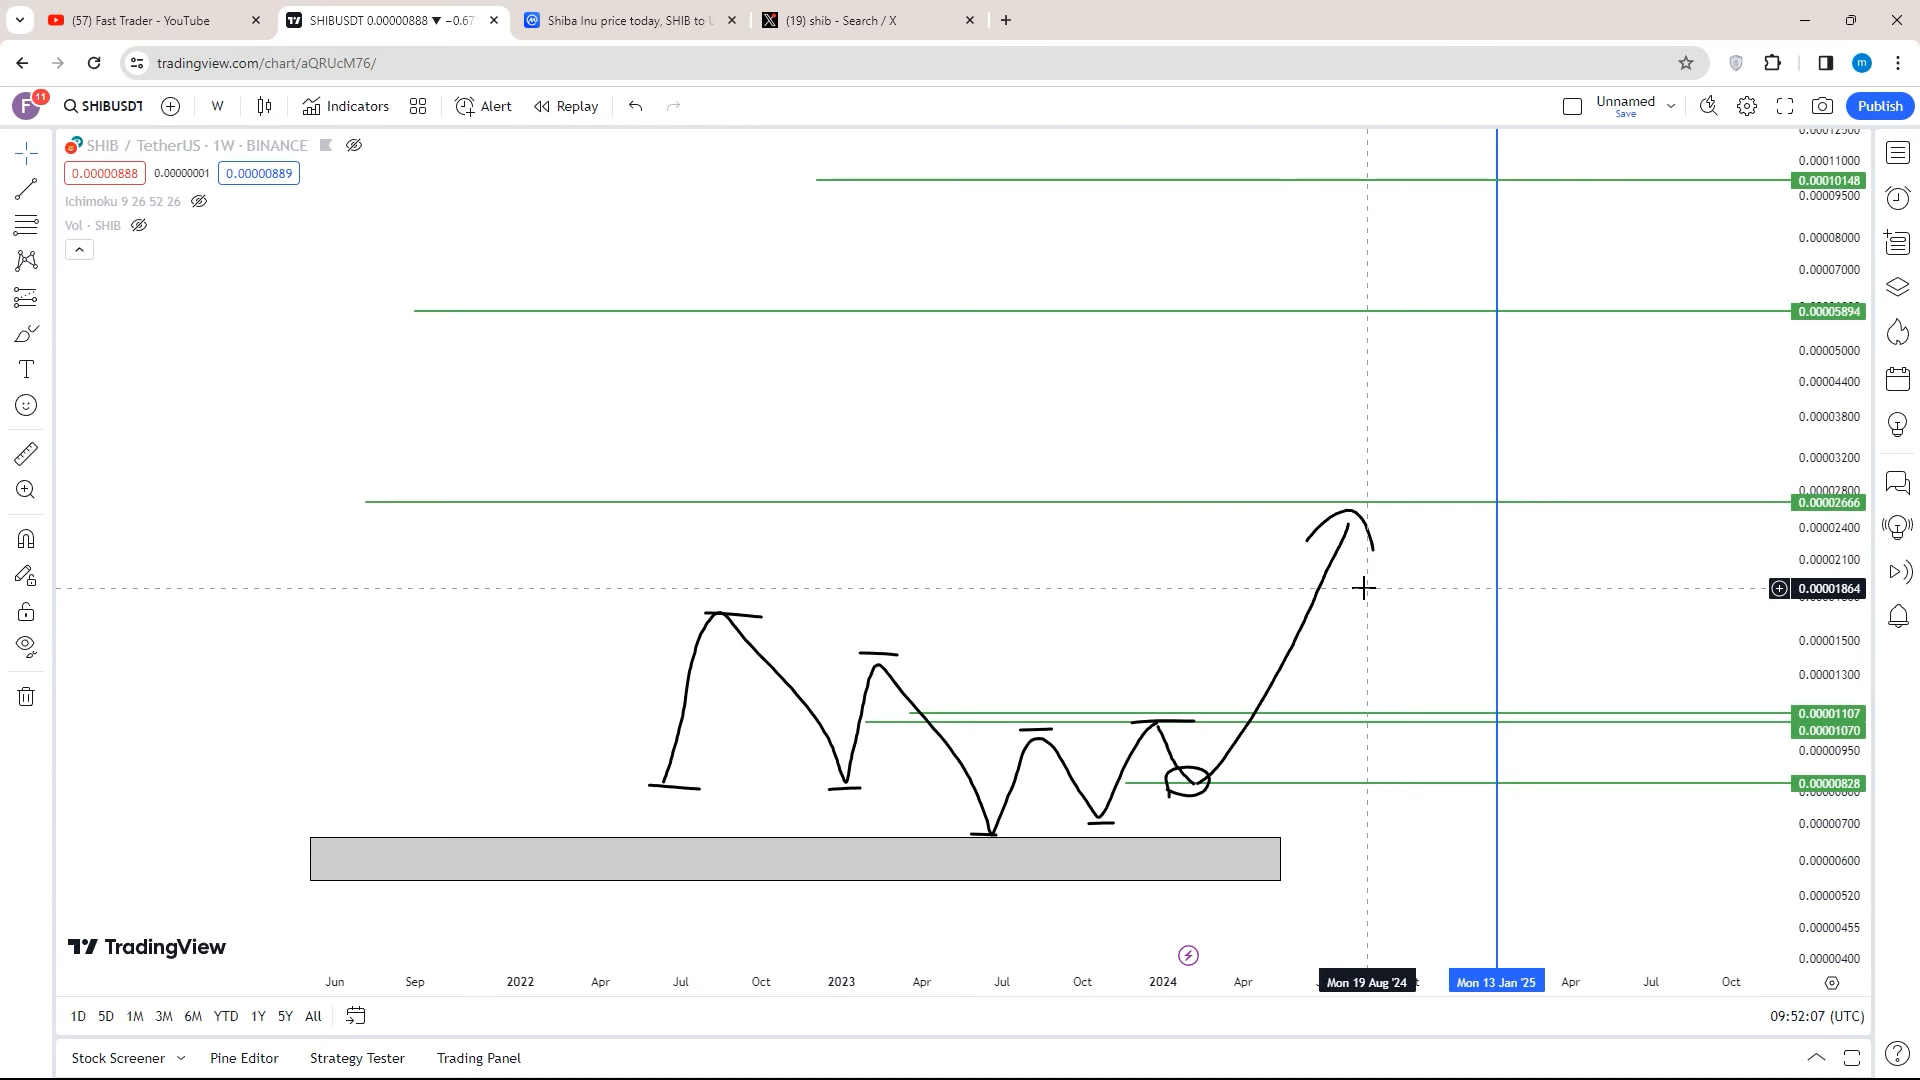 (57) Fast Trader - YouTube
SHIBUSDT 0.00000888 ▼ −0.67
Shiba Inu price today, SHIB to U
(19) shib - Search / X
tradingview.com/chart/aQRUcM76/
m
F
11
SHIBUSDT
W
Indicators
Alert
Replay
Unnamed
Save
Publish
SHIB / TetherUS · 1W · BINANCE
0.00000888
0.00000001
0.00000889
Ichimoku 9 26 52 26
Vol · SHIB
0.00012500
0.00011000
0.00010148
0.00009500
0.00008000
0.00007000
0.00005894
0.00005000
0.00004400
0.00003800
0.00003200
0.00002800
0.00002666
0.00002400
0.00002100
0.00001864
0.00001500
0.00001300
0.00001107
0.00001070
0.00000950
0.00000828
0.00000700
0.00000600
0.00000520
0.00000455
0.00000400
TradingView
Jun
Sep
2022
Apr
Jul
Oct
2023
Apr
Jul
Oct
2024
Apr
Mon 19 Aug '24
Mon 13 Jan '25
Apr
Jul
Oct
1D
5D
1M
3M
6M
YTD
1Y
5Y
All
09:52:07 (UTC)
Stock Screener
Pine Editor
Strategy Tester
Trading Panel